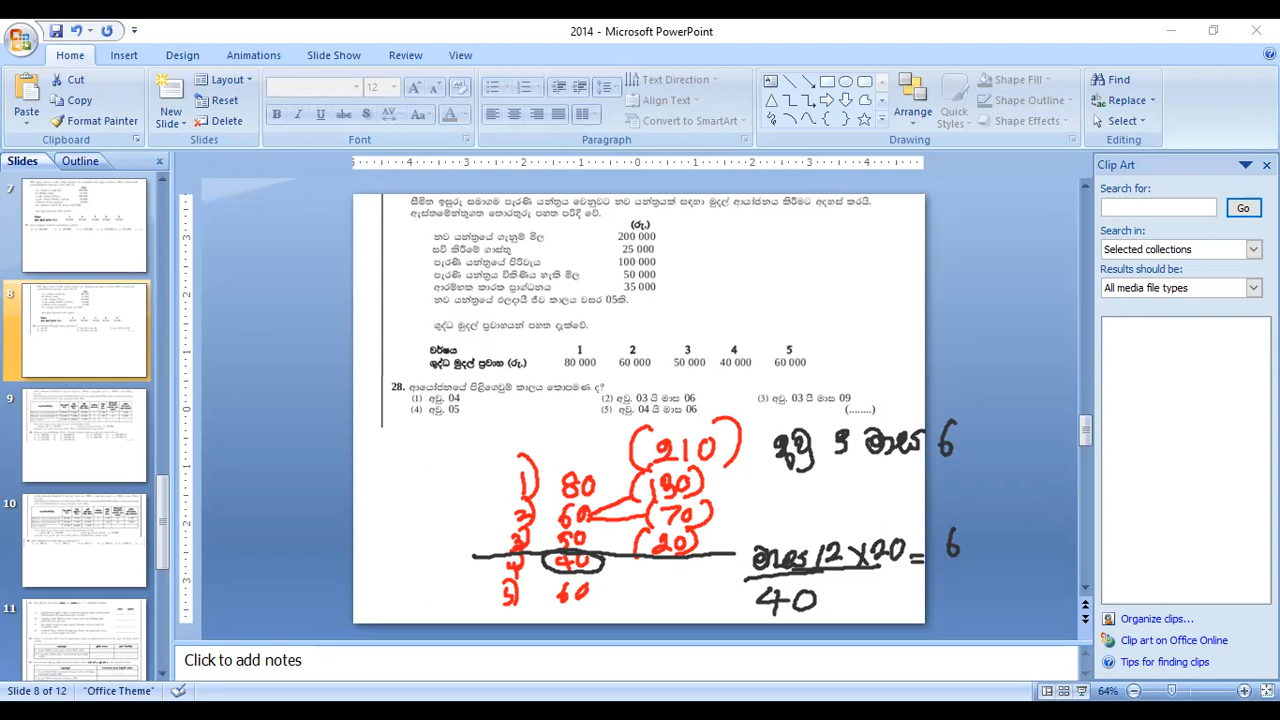 2014 - Microsoft PowerPoint
Home Insert Design Animations Slide Show Review View
Paste Cut Copy Format Painter
New Slide Layout Reset Delete
12
B I U abc S AV Aa A
Text Direction Align Text Convert to SmartArt
Arrange Quick Styles Shape Fill Shape Outline Shape Effects
Find Replace Select
Clipboard Slides Font Paragraph Drawing Editing
Slides Outline
7
8
9
10
11
සීමිත ඉසුරු සමාගම පැරණි යන්ත්‍රය වෙනුවට නව යන්ත්‍රයක් සඳහා මුදල් ආයෝජනය කිරීමට අදහස් කරයි.
ඇස්තමේන්තුගත තොරතුරු පහත පරිදි වේ.
(රු.)
නව යන්ත්‍රයේ ගැනුම් මිල 200 000
සවි කිරීමේ ගාස්තු 25 000
පැරණි යන්ත්‍රයේ පිරිවැය 100 000
පැරණි යන්ත්‍රය විකිණිය හැකි මිල 50 000
ආරම්භක කාරක ප්‍රාග්ධනය 35 000
නව යන්ත්‍රයේ ඵලදායී ජීව කාලය වසර 05කි.
ශුද්ධ මුදල් ප්‍රවාහයන් පහත දැක්වේ.
වර්ෂය 1 2 3 4 5
ශුද්ධ මුදල් ප්‍රවාහ (රු.) 80 000 60 000 50 000 40 000 60 000
28. ආයෝජනයේ පිළිගෙවුම් කාලය කොපමණ ද?
(1) අවු. 04 (2) අවු. 03 යි මාස 06 (3) අවු. 03 යි මාස 09
(4) අවු. 05 (5) අවු. 04 යි මාස 06 (........)
(210) අවු 3 මාස 6
1) 80 (130)
2) 60 (70)
3) 50 (20)
4) 40 මාස 12 x 20 = 6
5) 60 40
Click to add notes
Slide 8 of 12 "Office Theme" 64%
Clip Art
Search for:
Go
Search in:
Selected collections
Results should be:
All media file types
Organize clips...
Clip art on Office Online
Tips for finding clips